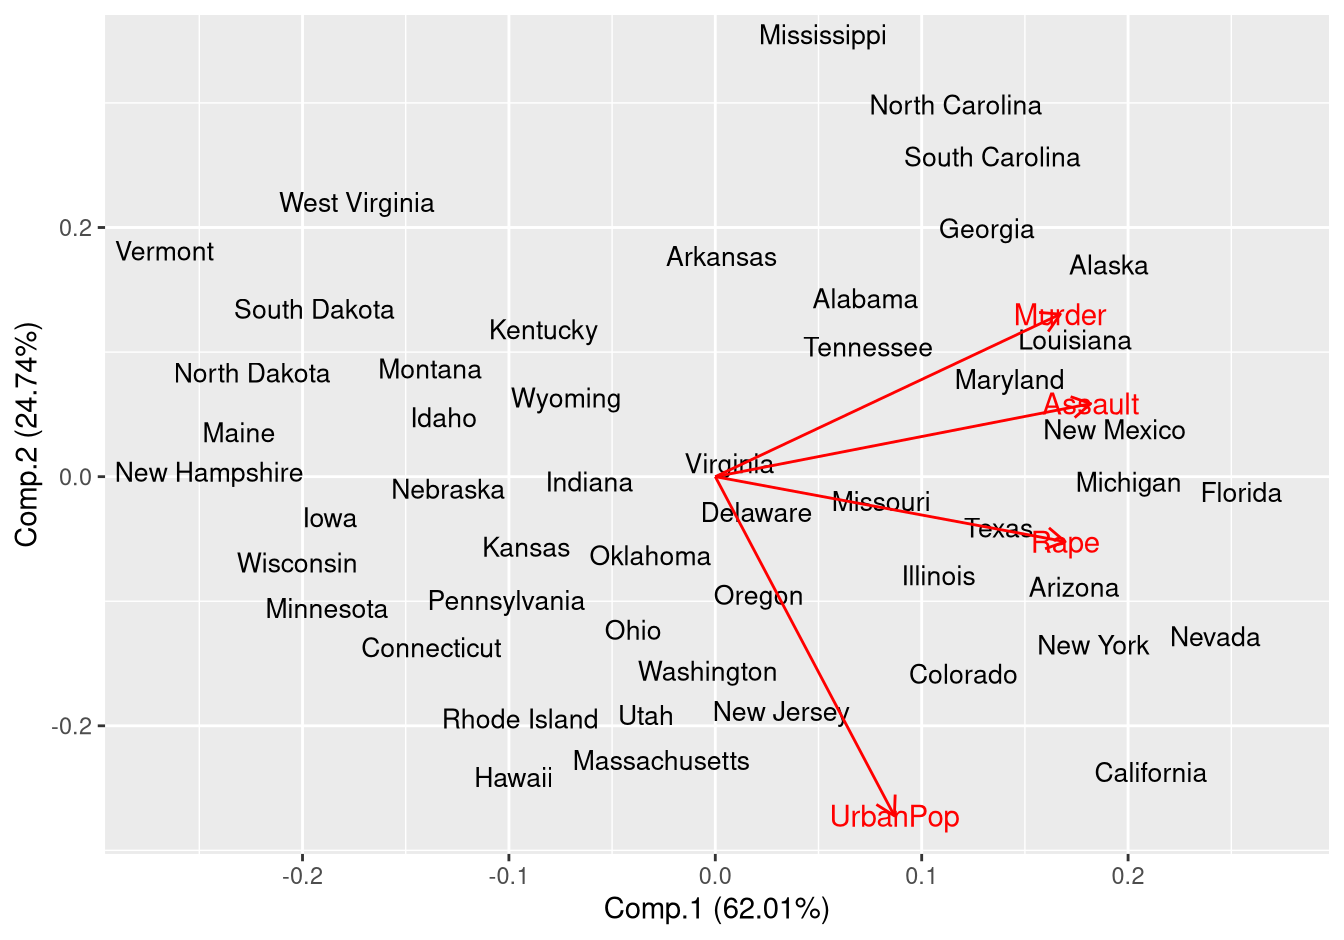 Mississippi
North Carolina
South Carolina
West Virginia
0.2
Georgia
Vermont
Arkansas
Alaska
Alabama
South Dakota
Murder
Kentucky
Louisiana
Tennessee
Montana
North Dakota
Maryland
Wyoming
Assault
Idaho
New Mexico
Maine
Comp.2 (24.74%)
Virginia
New Hampshire
0.0
Indiana
Michigan
Nebraska
Florida
Missouri
Delaware
Iowa
Texas
Rape
Kansas
Oklahoma
Wisconsin
Illinois
Arizona
Oregon
Pennsylvania
Minnesota
Ohio
Nevada
New York
Connecticut
Washington
Colorado
New Jersey
Utah
Rhode Island
-0.2
Massachusetts
California
Hawaii
UrbanPop
-0.2
-0.1
0.0
0.1
0.2
Comp.1 (62.01%)